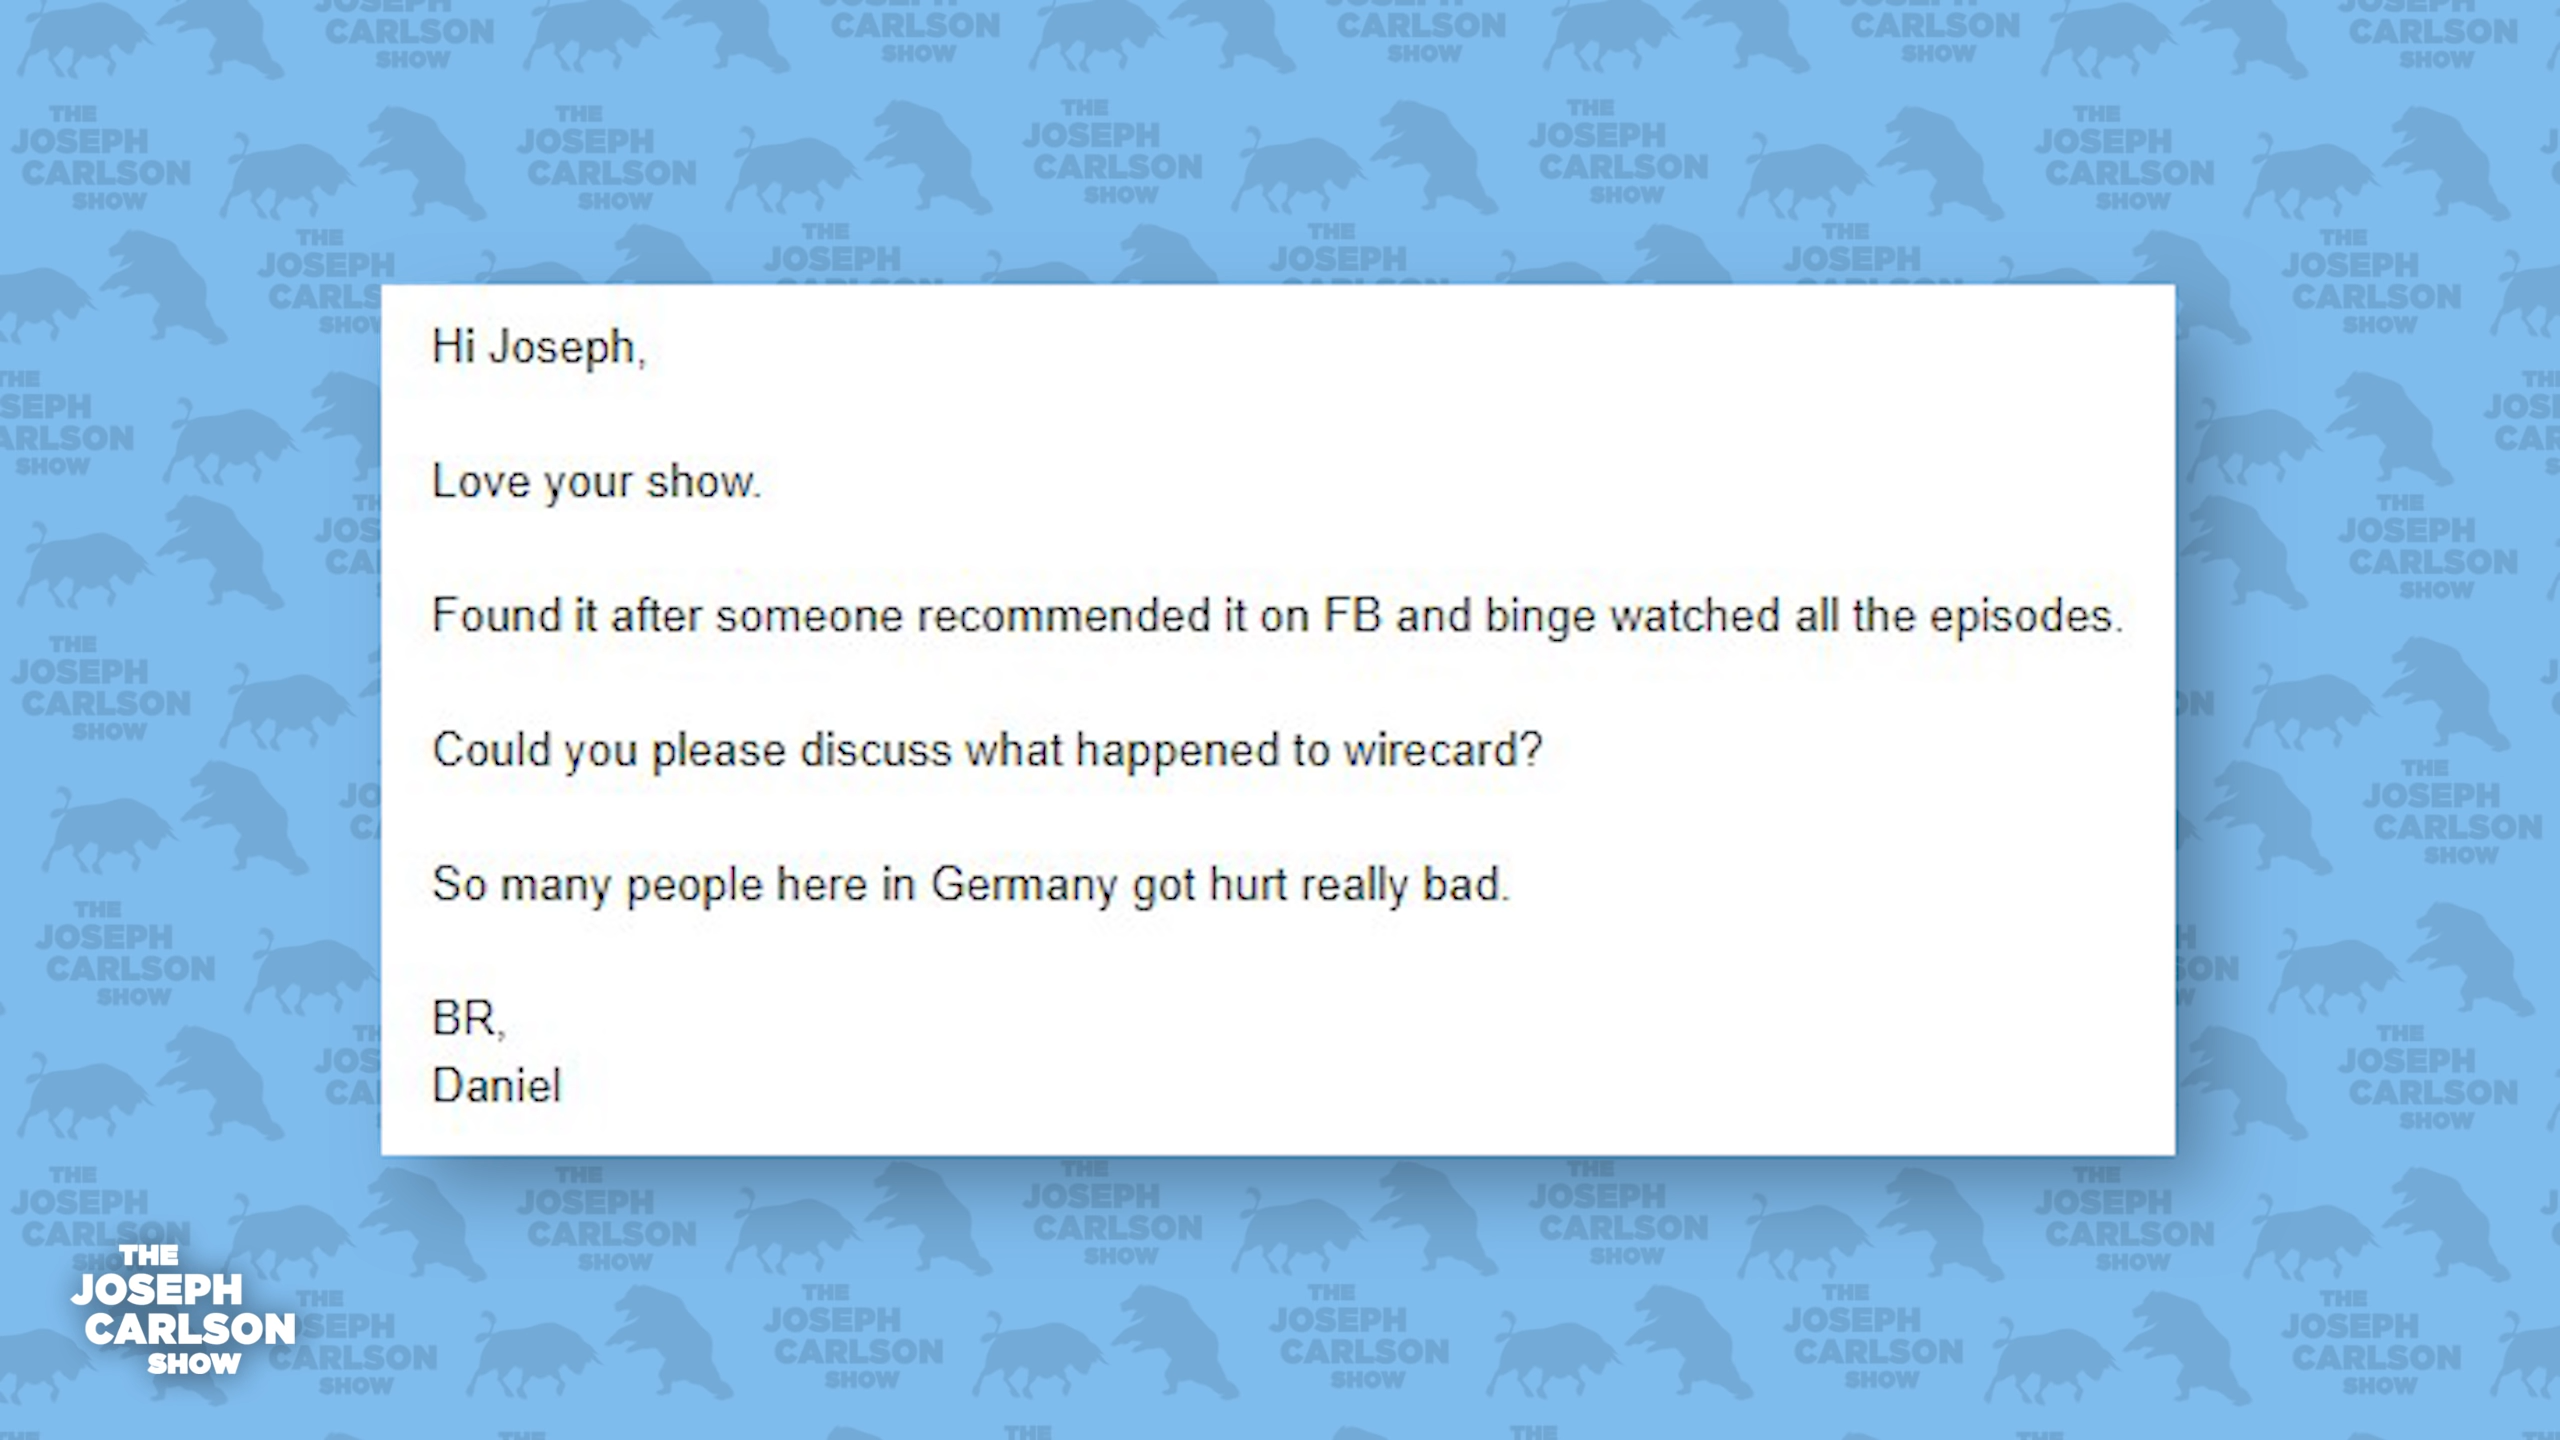 Hi Joseph,
Love your show.
Found it after someone recommended it on FB and binge watched all the episodes.
Could you please discuss what happened to wirecard?
So many people here in Germany got hurt really bad.
BR,
Daniel
THE
JOSEPH
CARLSON
SHOW